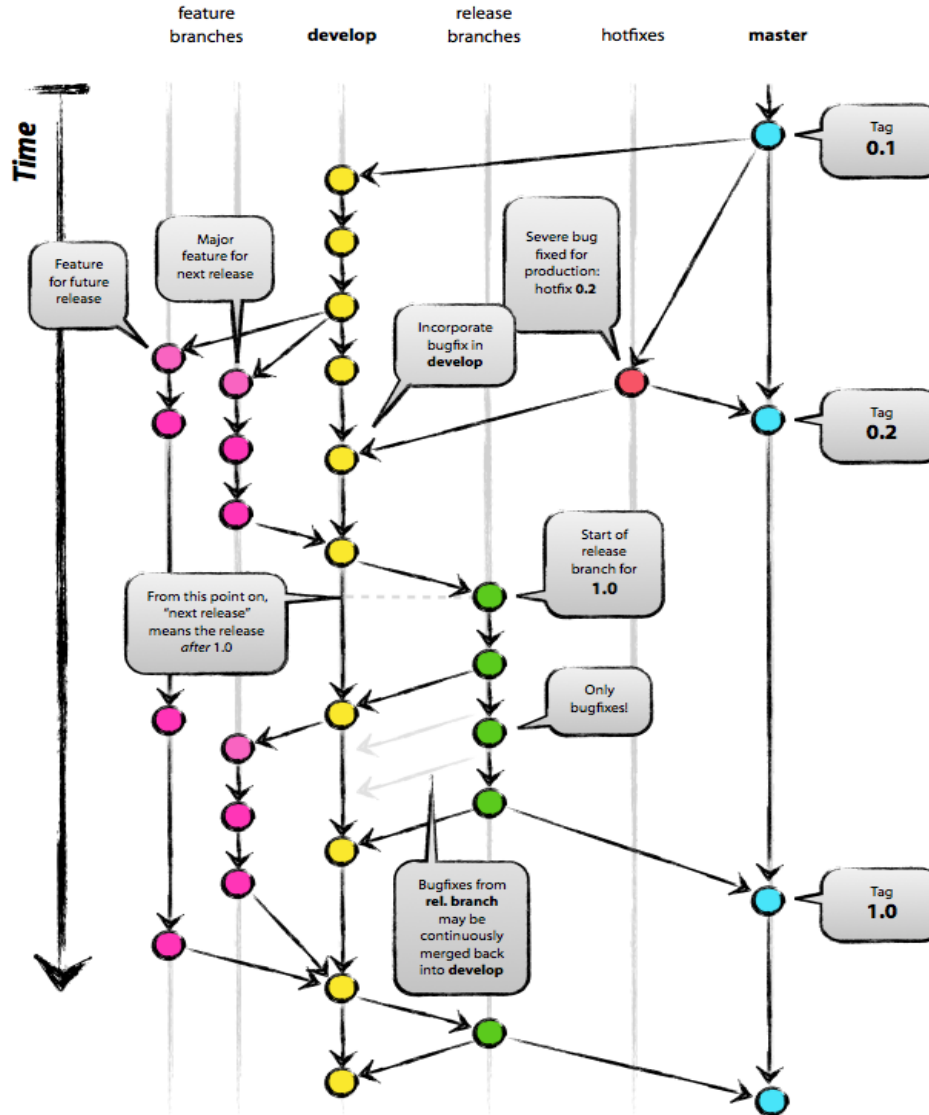 feature
branches
develop
release
branches
hotfixes
master
Time
Tag
0.1
Major
feature for
next release
Feature
for future
release
Severe bug
fixed for
production:
hotfix 0.2
Incorporate
bugfix in
develop
Tag
0.2
Start of
release
branch for
1.0
From this point on,
“next release”
means the release
after 1.0
Only
bugfixes!
Bugfixes from
rel. branch
may be
continuously
merged back
into develop
Tag
1.0